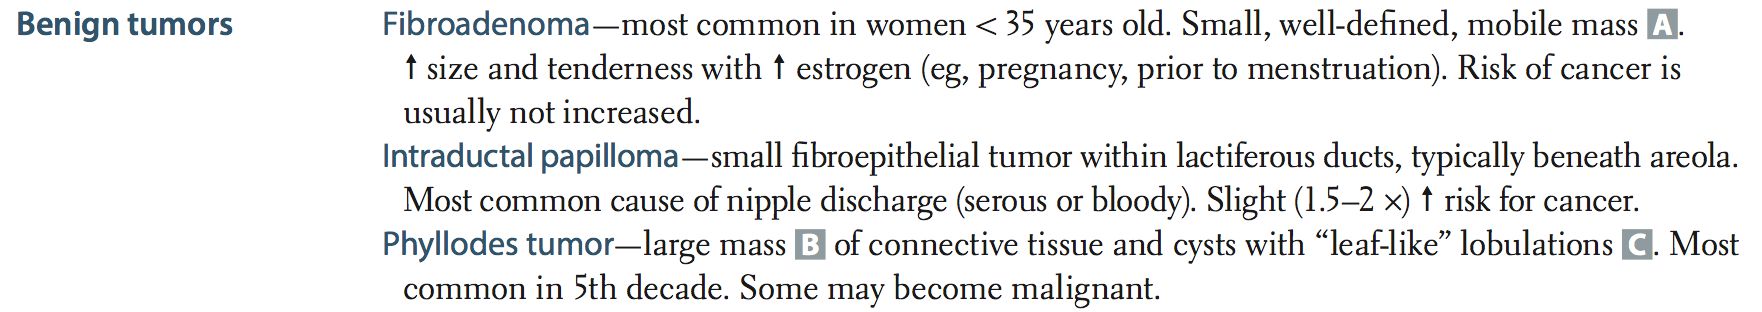 Benign tumors
Fibroadenoma—most common in women < 35 years old. Small, well-defined, mobile mass A.
↑ size and tenderness with ↑ estrogen (eg, pregnancy, prior to menstruation). Risk of cancer is
usually not increased.
Intraductal papilloma—small fibroepithelial tumor within lactiferous ducts, typically beneath areola.
Most common cause of nipple discharge (serous or bloody). Slight (1.5–2 ×) ↑ risk for cancer.
Phyllodes tumor—large mass B of connective tissue and cysts with “leaf-like” lobulations C. Most
common in 5th decade. Some may become malignant.